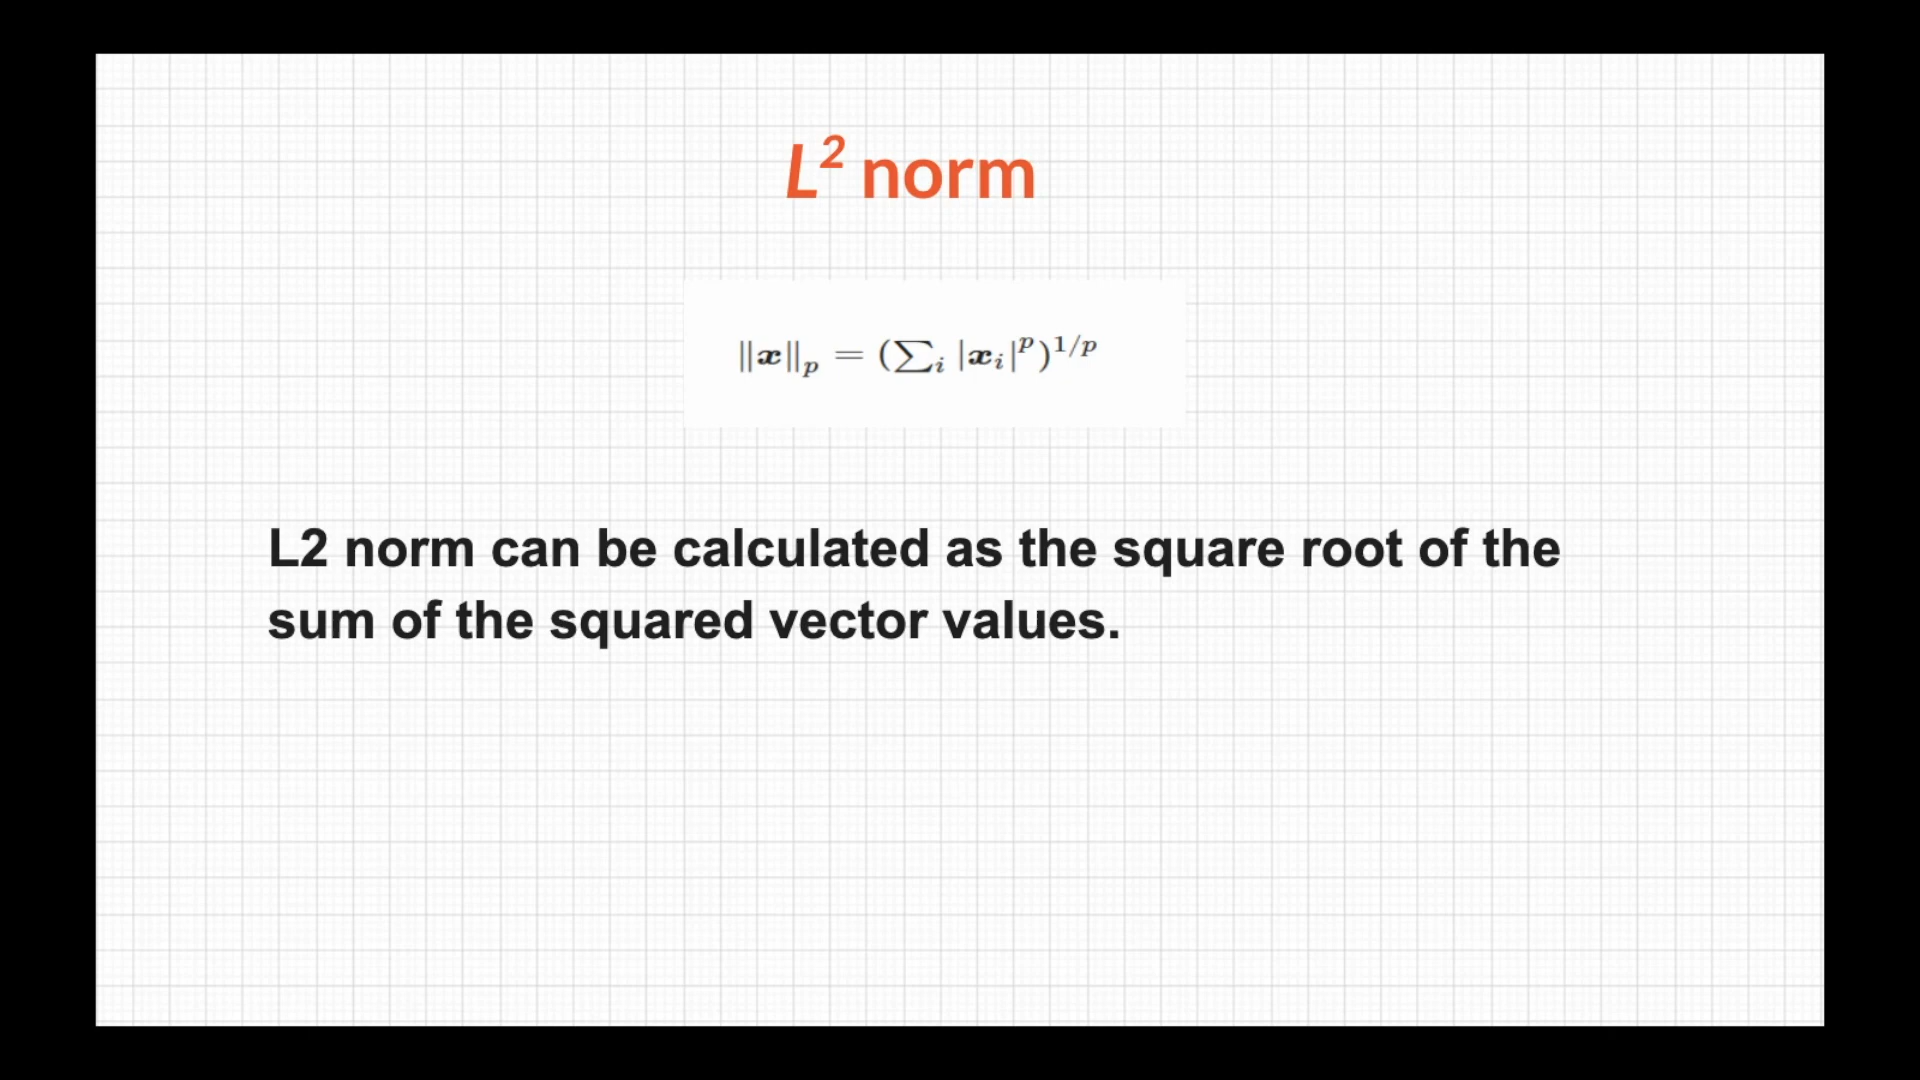 L² norm
‖x‖ₚ = (∑ᵢ |xᵢ|ᵖ)¹/ᵖ
L2 norm can be calculated as the square root of the
sum of the squared vector values.